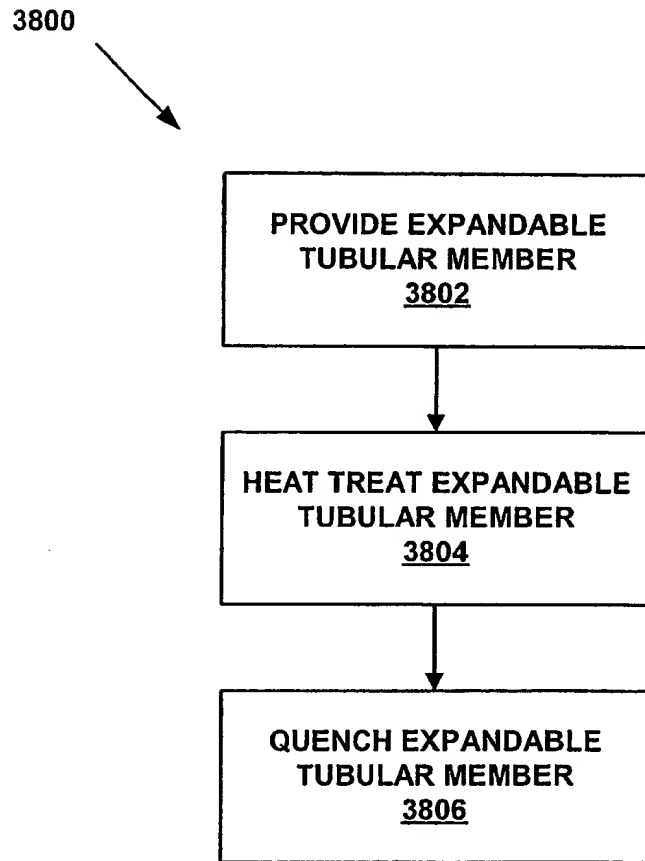 3800
PROVIDE EXPANDABLE
TUBULAR MEMBER
3802
HEAT TREAT EXPANDABLE
TUBULAR MEMBER
3804
QUENCH EXPANDABLE
TUBULAR MEMBER
3806